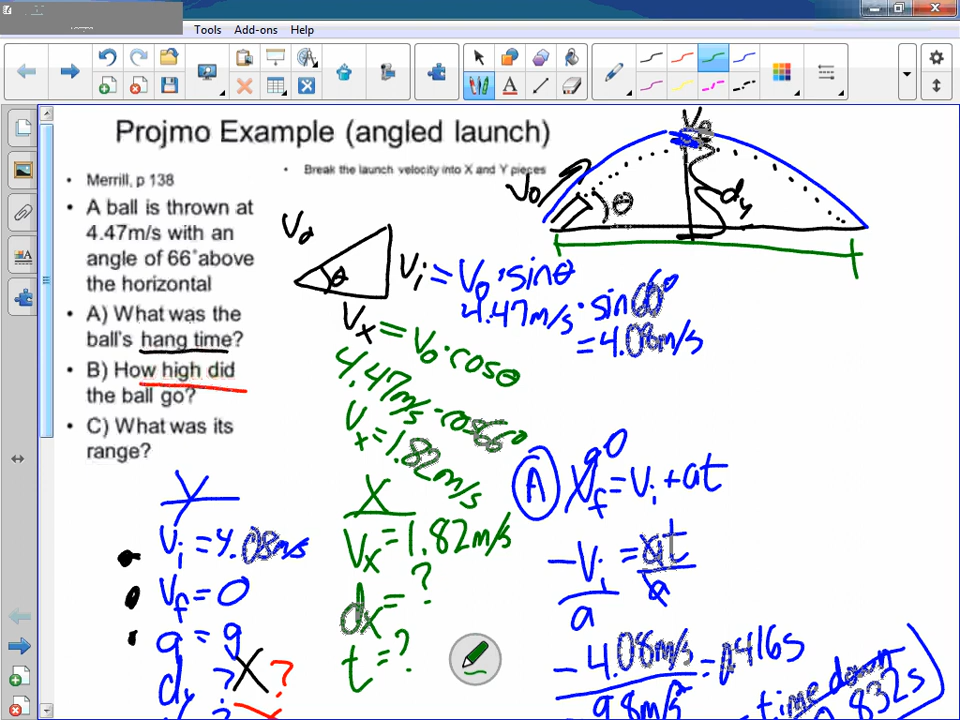 Tools Add-ons Help
Projmo Example (angled launch)
• Break the launch velocity into X and Y pieces
• Merrill, p 138
• A ball is thrown at
4.47m/s with an
angle of 66°above
the horizontal
• A) What was the
ball's hang time?
• B) How high did
the ball go?
• C) What was its
range?
V₀
θ
dy
θ
Vi = V₀ · sinθ
4.47m/s · sin66°
= 4.08m/s
Vx = V₀ · cosθ
4.47m/s · cos66°
Vx = 1.82m/s
Y
Vi = 4.08m/s
Vf = 0
a = g
dy ? X ?
X
Vx = 1.82m/s
dx = ?
t = ?
A Vf = Vi + at
0
-Vi = at
a a
-4.08m/s = 0.416s
9.8m/s²
= time down
.832s